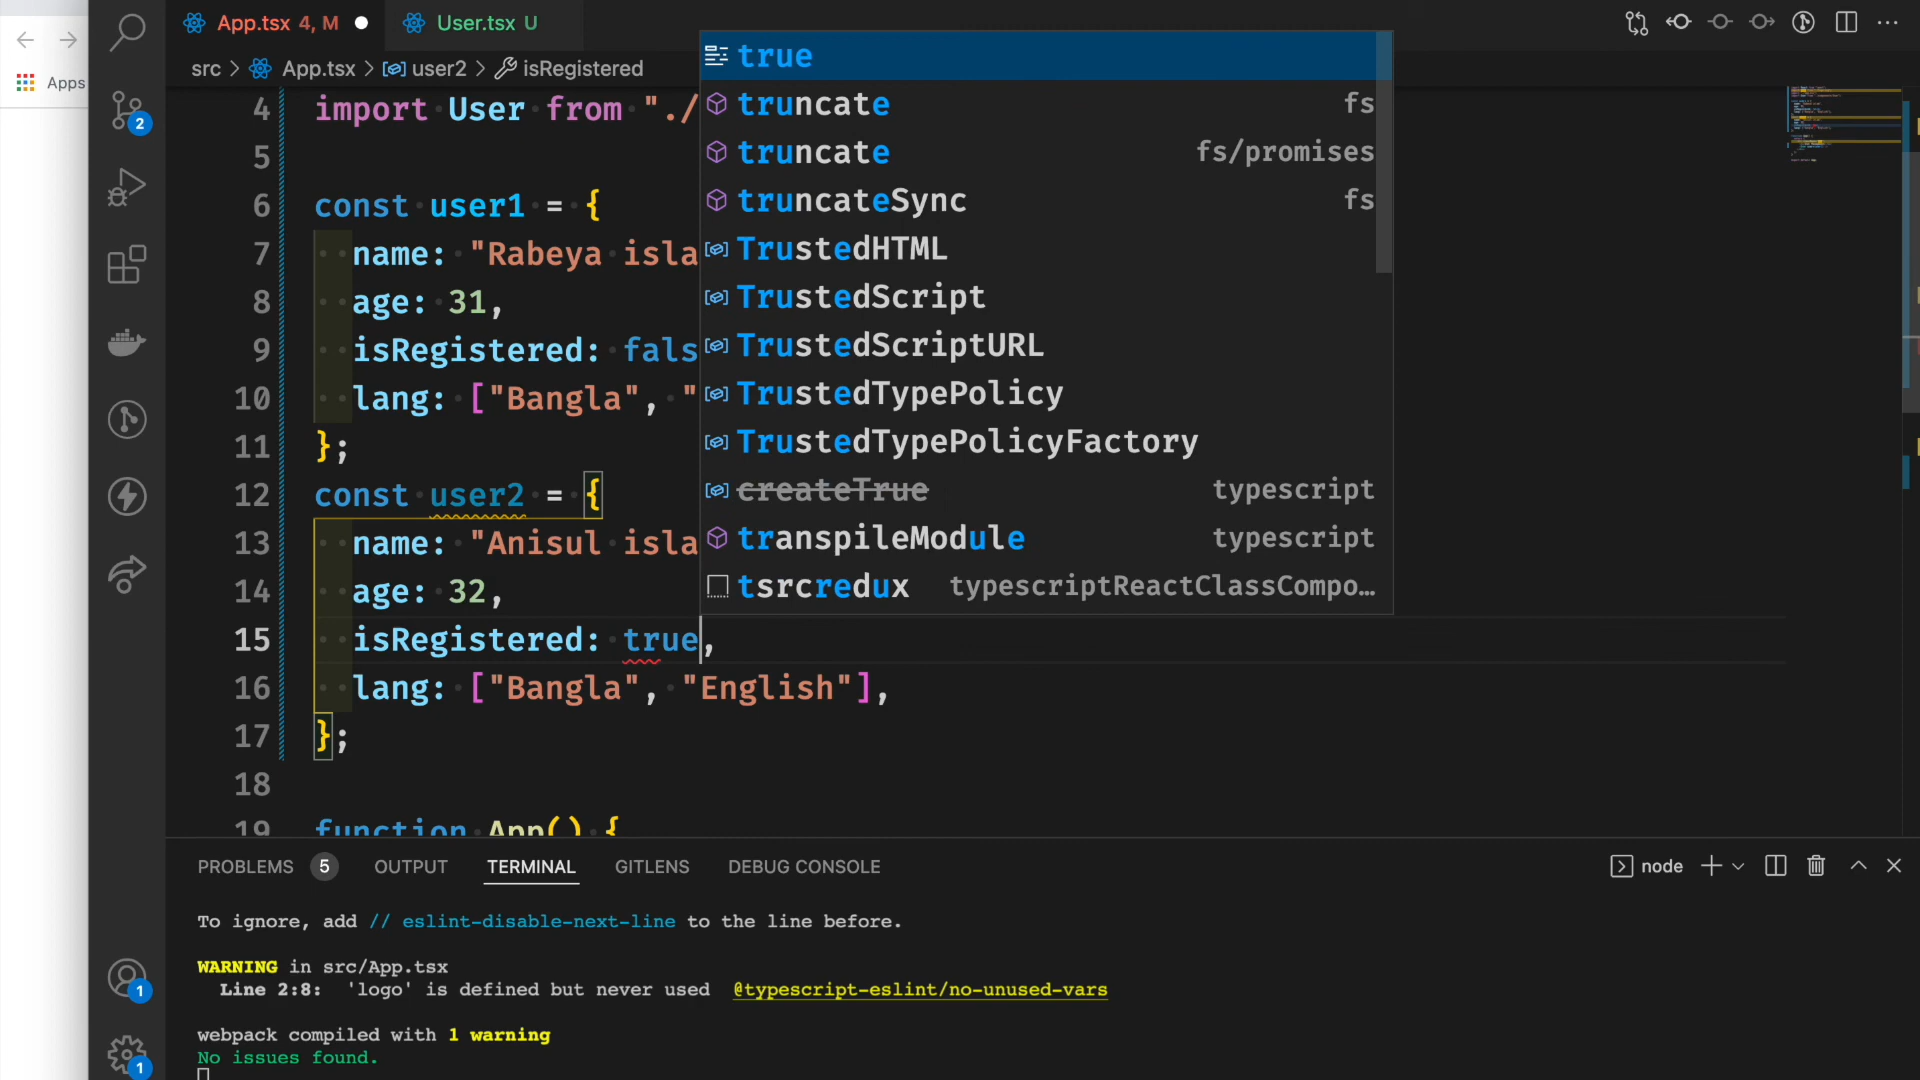 App.tsx 4, M
User.tsx U
Apps
src > App.tsx > user2 > isRegistered
2
4 import User from "./
5
6 const user1 = {
7 name: "Rabeya isla
8 age: 31,
9 isRegistered: fals
10 lang: ["Bangla", "
11 };
12 const user2 = {
13 name: "Anisul isla
14 age: 32,
15 isRegistered: true,
16 lang: ["Bangla", "English"],
17 };
18
19 function App() {
true
truncate fs
truncate fs/promises
truncateSync fs
TrustedHTML
TrustedScript
TrustedScriptURL
TrustedTypePolicy
TrustedTypePolicyFactory
createTrue typescript
transpileModule typescript
tsrcredux typescriptReactClassCompo…
PROBLEMS 5 OUTPUT TERMINAL GITLENS DEBUG CONSOLE
node
To ignore, add // eslint-disable-next-line to the line before.
WARNING in src/App.tsx
Line 2:8: 'logo' is defined but never used @typescript-eslint/no-unused-vars
webpack compiled with 1 warning
No issues found.
1
1